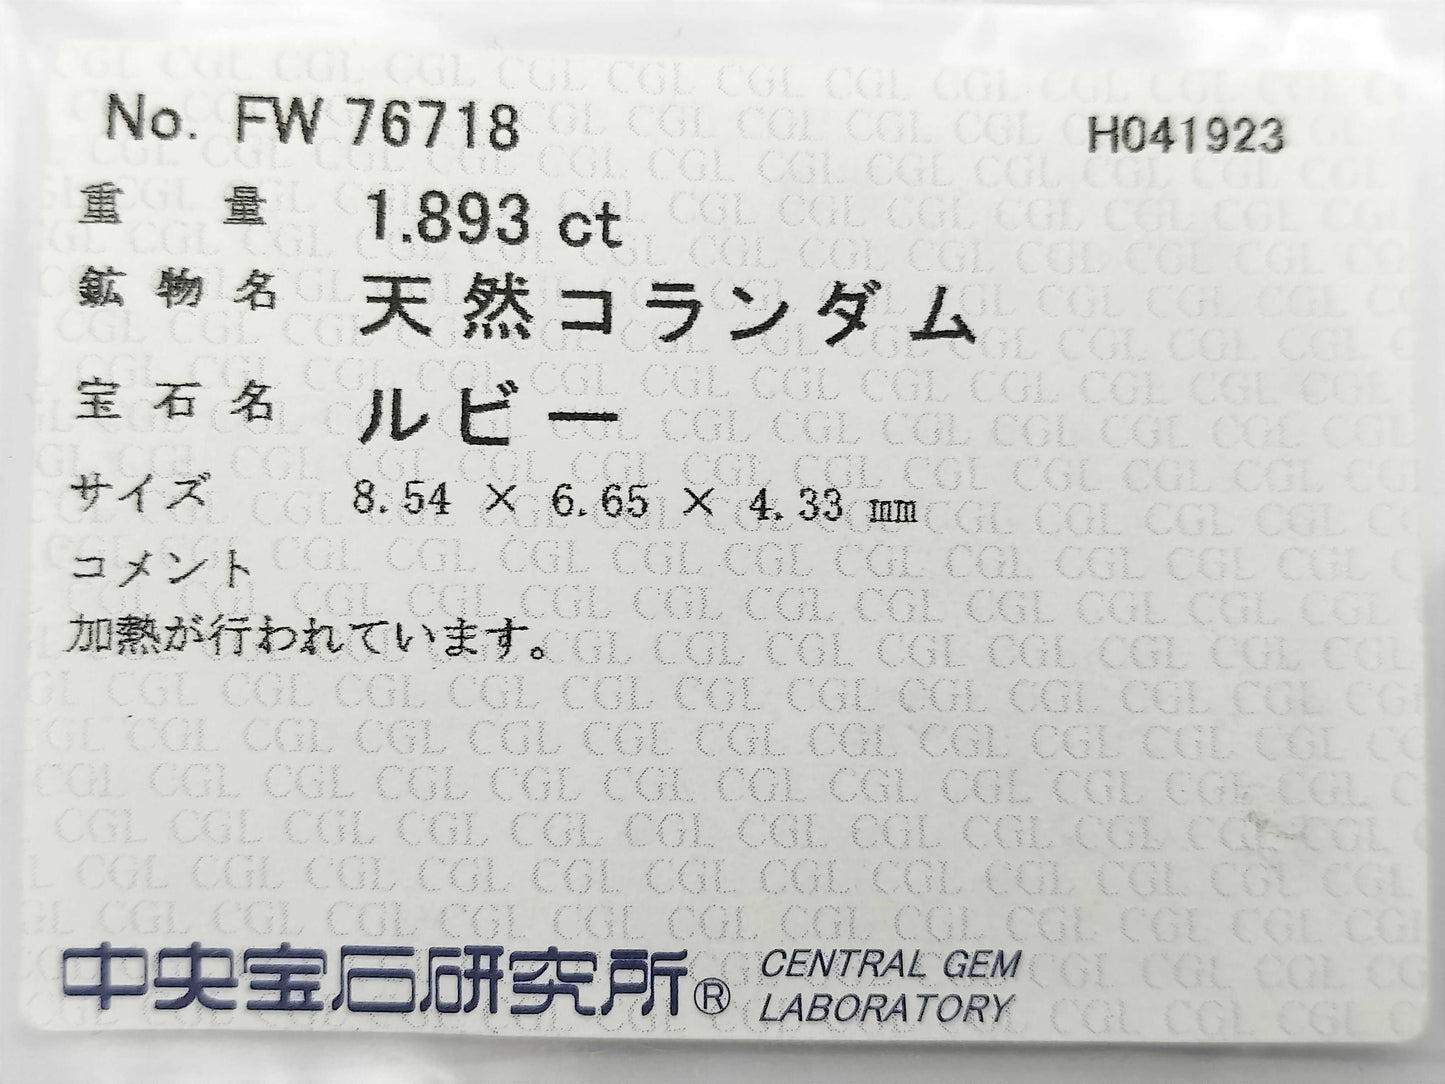 No. FW 76718 H041923
重量 1.893 ct
鉱物名 天然コランダム
宝石名 ルビー
サイズ 8.54 × 6.65 × 4.33 mm
コメント
加熱が行われています。
中央宝石研究所® CENTRAL GEM
LABORATORY